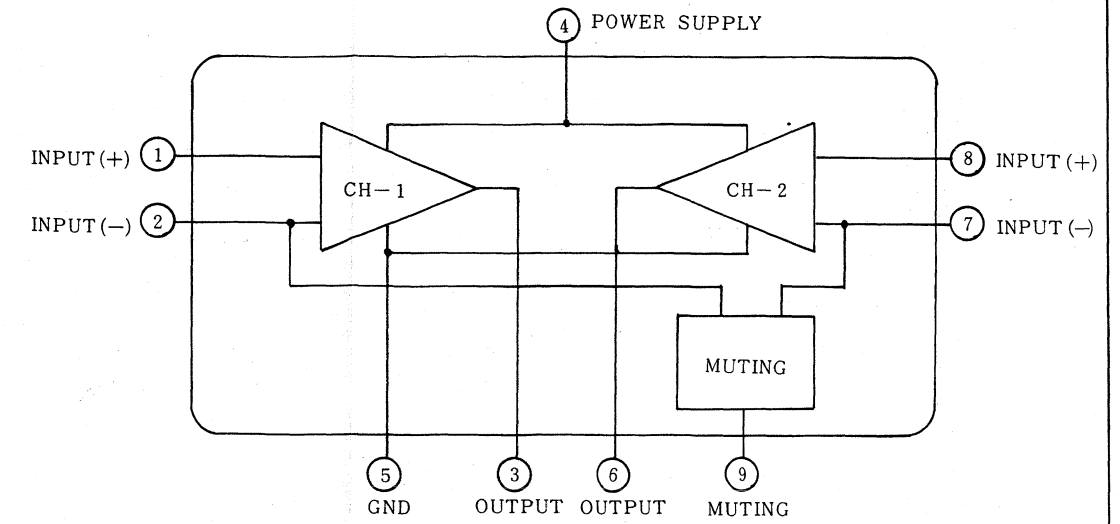 4 POWER SUPPLY
INPUT(+) 1
CH-1
CH-2
8 INPUT(+)
INPUT(-) 2
7 INPUT(-)
MUTING
5
3
6
9
GND
OUTPUT
OUTPUT
MUTING